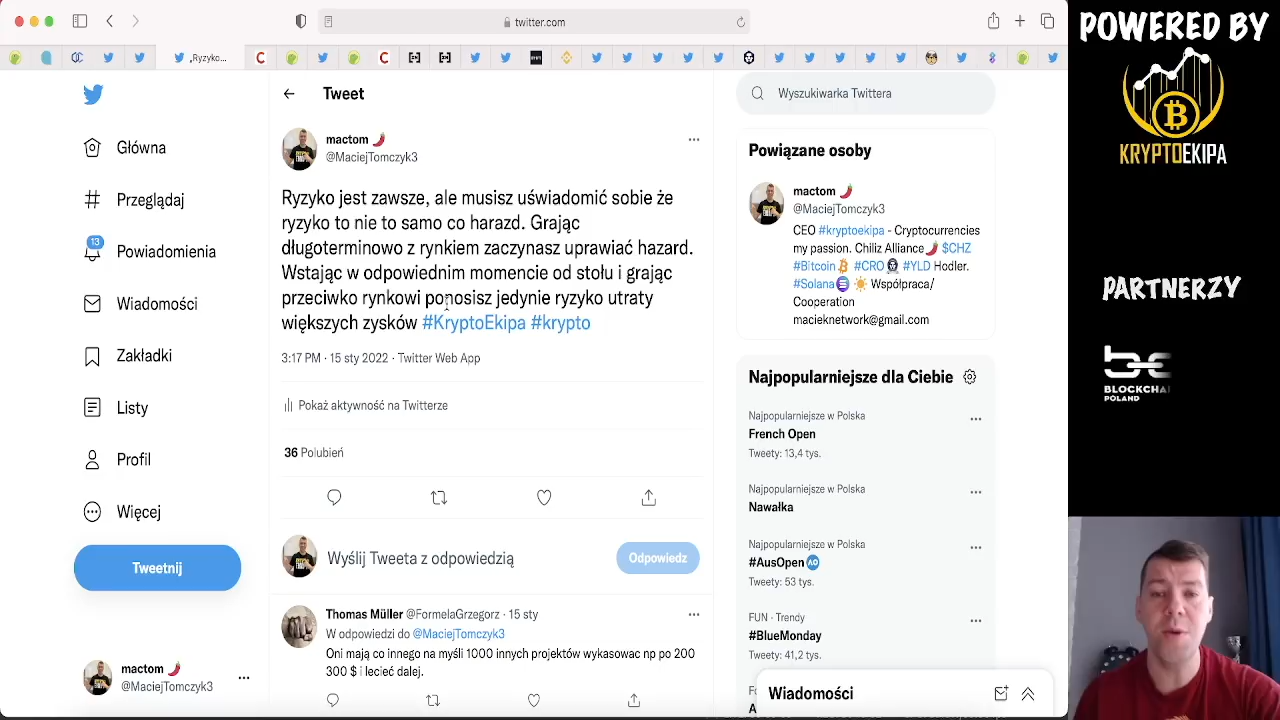 twitter.com
„Ryzyko...
Główna
Przeglądaj
13
Powiadomienia
Wiadomości
Zakładki
Listy
Profil
Więcej
Tweetnij
mactom
@MaciejTomczyk3
Tweet
mactom
@MaciejTomczyk3
Ryzyko jest zawsze, ale musisz uświadomić sobie że
ryzyko to nie to samo co harazd. Grając
długoterminowo z rynkiem zaczynasz uprawiać hazard.
Wstając w odpowiednim momencie od stołu i grając
przeciwko rynkowi ponosisz jedynie ryzyko utraty
większych zysków #KryptoEkipa #krypto
3:17 PM · 15 sty 2022 · Twitter Web App
Pokaż aktywność na Twitterze
36 Polubień
Wyślij Tweeta z odpowiedzią
Odpowiedz
Thomas Müller @FormelaGrzegorz · 15 sty
W odpowiedzi do @MaciejTomczyk3
Oni mają co innego na myśli 1000 innych projektów wykasowac np po 200
300 $ i lecieć dalej.
Wyszukiwarka Twittera
Powiązane osoby
mactom
@MaciejTomczyk3
CEO #kryptoekipa - Cryptocurrencies
my passion. Chiliz Alliance $CHZ
#Bitcoin #CRO #YLD Hodler.
#Solana Współpraca/
Cooperation
macieknetwork@gmail.com
Najpopularniejsze dla Ciebie
Najpopularniejsze w Polska
French Open
Tweety: 13,4 tys.
Najpopularniejsze w Polska
Nawałka
Najpopularniejsze w Polska
#AusOpen
Tweety: 53 tys.
FUN · Trendy
#BlueMonday
Tweety: 41,2 tys.
Wiadomości
POWERED BY
KRYPTOEKIPA
PARTNERZY
BLOCKCHA
POLAND